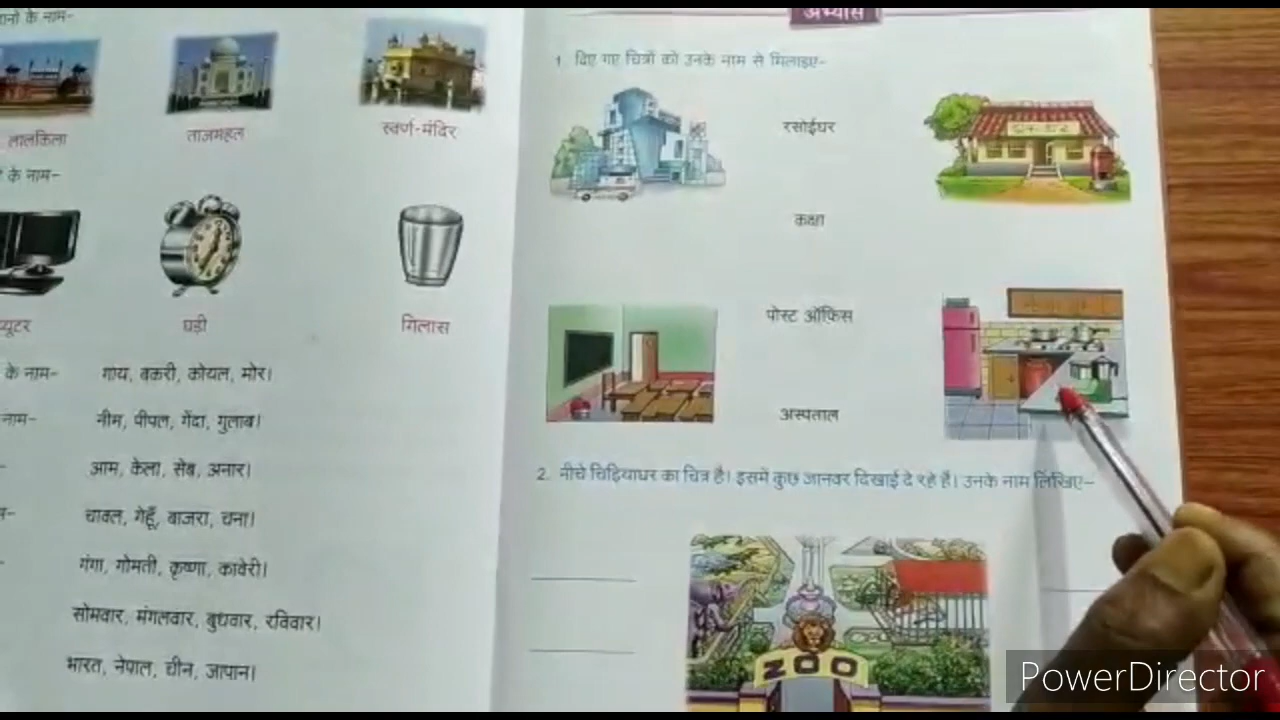 के नाम-
लालकिला
ताजमहल
स्वर्ण-मंदिर
के नाम-
घड़ी
गिलास
के नाम-
गाय, बकरी, कोयल, मोर।
नाम-
नीम, पीपल, गेंदा, गुलाब।
आम, केला, सेब, अनार।
चावल, गेहूँ, बाजरा, चना।
गंगा, गोमती, कृष्णा, कावेरी।
सोमवार, मंगलवार, बुधवार, रविवार।
भारत, नेपाल, चीन, जापान।
अभ्यास
1 दिए गए चित्रों को उनके नाम से मिलाइए-
रसोईघर
कक्षा
पोस्ट ऑफ़िस
अस्पताल
2. नीचे चिड़ियाघर का चित्र है। इसमें कुछ जानवर दिखाई दे रहे हैं। उनके नाम लिखिए-
ZOO
PowerDirector